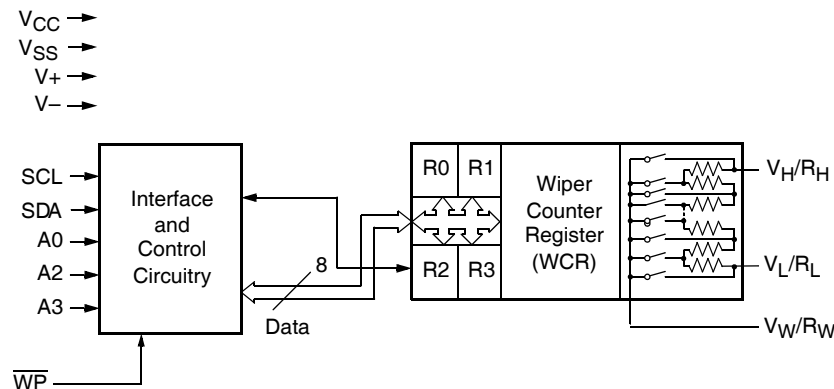 VCC
VSS
V+
V–
SCL
SDA
A0
A2
A3
WP
Interface
and
Control
Circuitry
8
Data
R0 R1
R2 R3
Wiper
Counter
Register
(WCR)
VH/RH
VL/RL
VW/RW